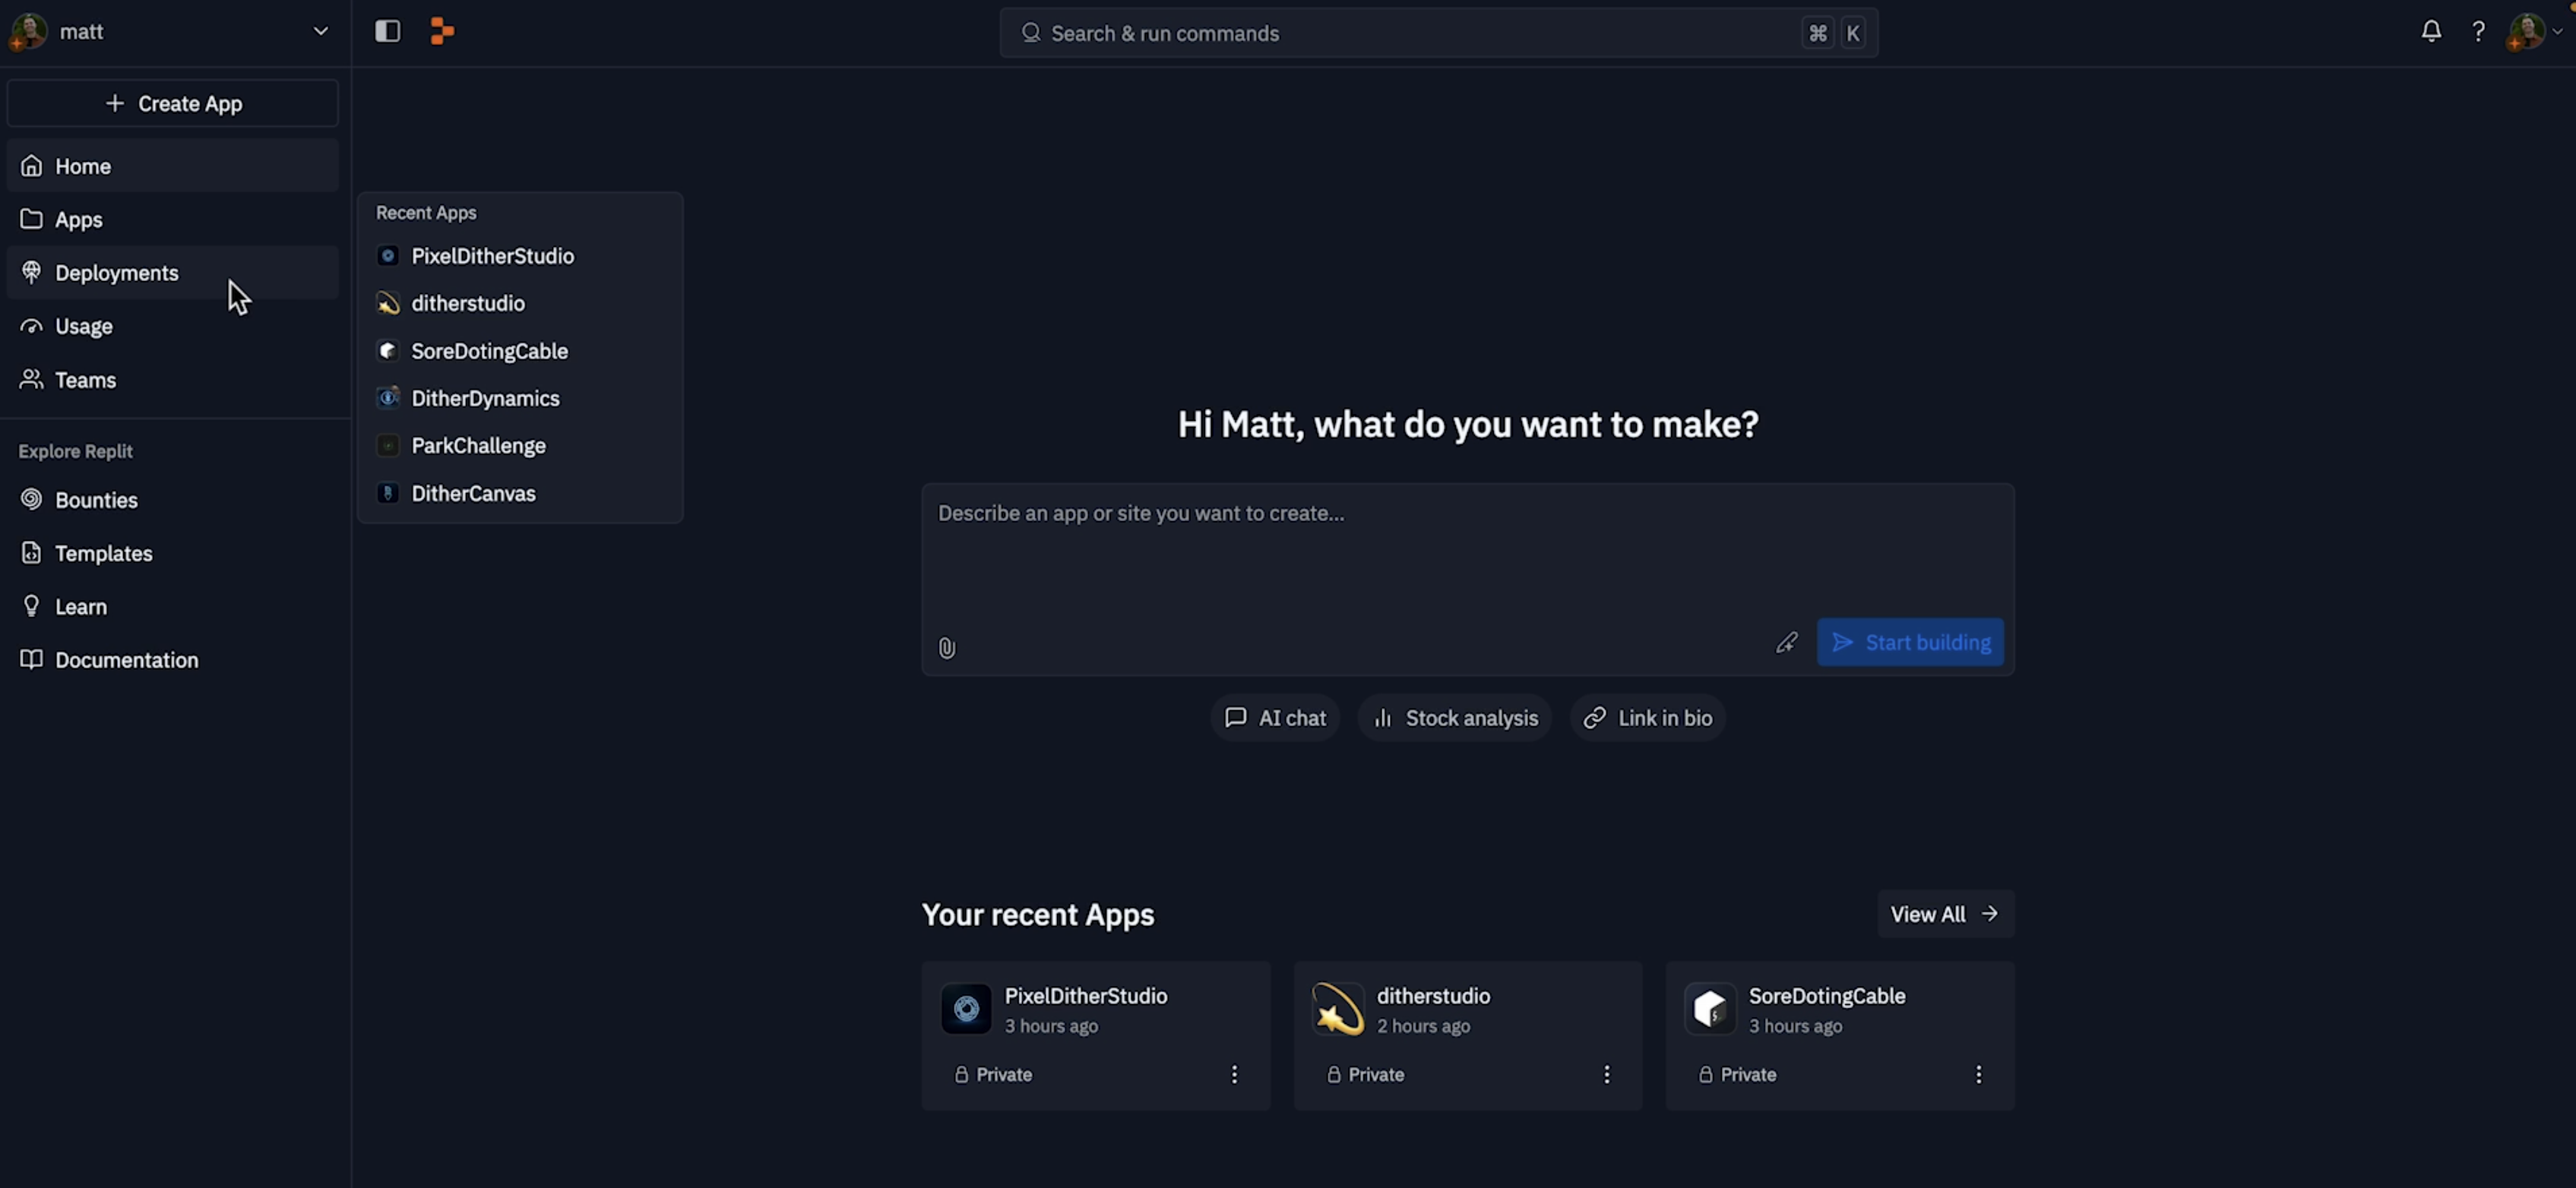 matt
Search & run commands
⌘ K
Create App
Home
Apps
Deployments
Usage
Teams
Explore Replit
Bounties
Templates
Learn
Documentation
Recent Apps
PixelDitherStudio
ditherstudio
SoreDotingCable
DitherDynamics
ParkChallenge
DitherCanvas
Hi Matt, what do you want to make?
Describe an app or site you want to create...
Start building
AI chat
Stock analysis
Link in bio
Your recent Apps
View All
PixelDitherStudio
3 hours ago
Private
ditherstudio
2 hours ago
Private
SoreDotingCable
3 hours ago
Private